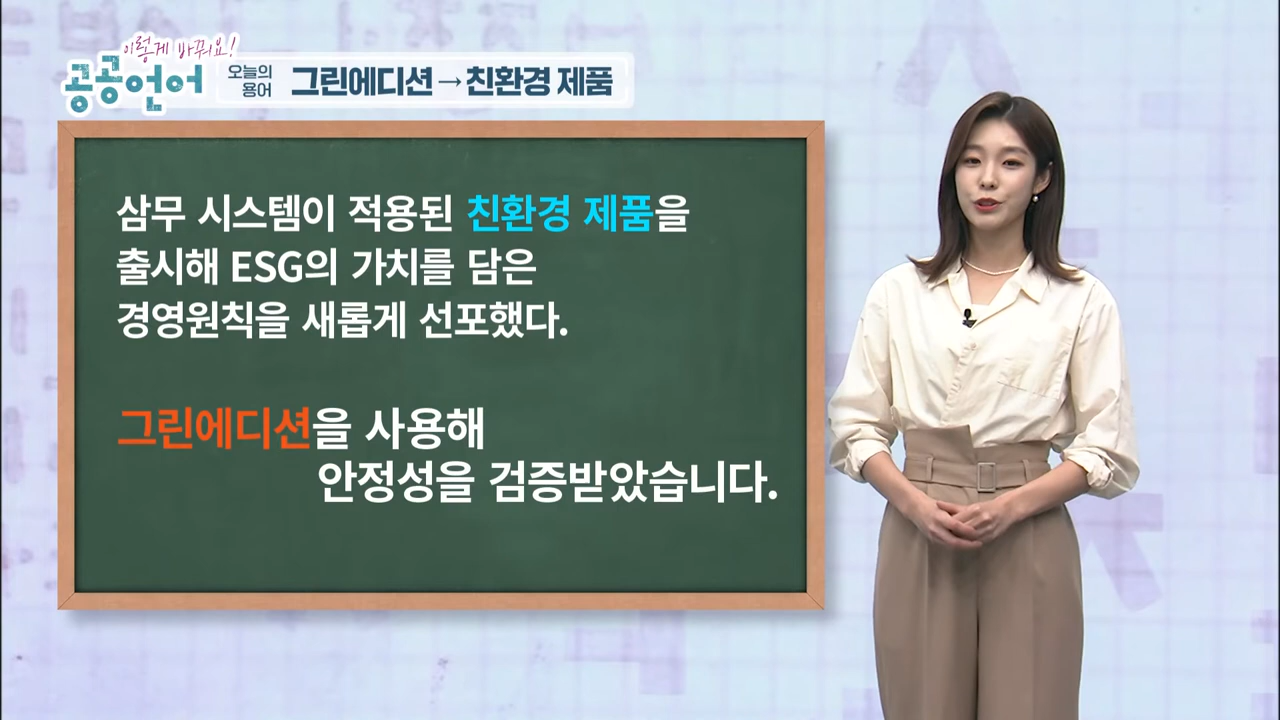 이렇게 바꿔요!
공공언어
오늘의
용어
그린에디션→친환경 제품
삼무 시스템이 적용된 친환경 제품을
출시해 ESG의 가치를 담은
경영원칙을 새롭게 선포했다.
그린에디션을 사용해
안정성을 검증받았습니다.